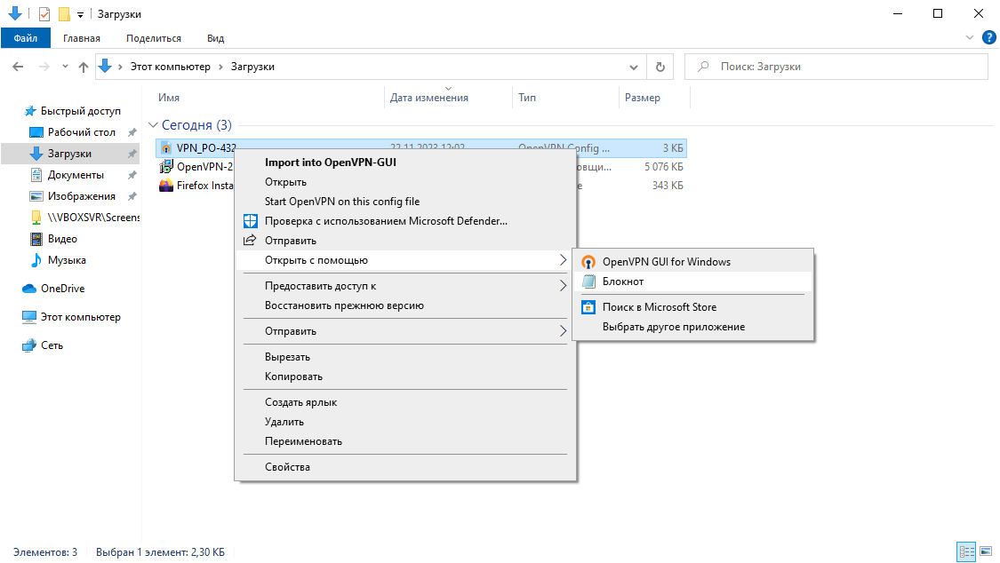 Загрузки
Файл Главная Поделиться Вид
Этот компьютер Загрузки
Поиск: Загрузки
Имя Дата изменения Тип Размер
Быстрый доступ
Рабочий стол
Загрузки
Документы
Изображения
\\VBOXSVR\Screens
Видео
Музыка
OneDrive
Этот компьютер
Сеть
Сегодня (3)
VPN_PO-432 22.11.2023 12:02 OpenVPN Config ... 3 КБ
OpenVPN-2 5 076 КБ
Firefox Insta 343 КБ
Import into OpenVPN-GUI
Открыть
Start OpenVPN on this config file
Проверка с использованием Microsoft Defender...
Отправить
Открыть с помощью
Предоставить доступ к
Восстановить прежнюю версию
Отправить
Вырезать
Копировать
Создать ярлык
Удалить
Переименовать
Свойства
OpenVPN GUI for Windows
Блокнот
Поиск в Microsoft Store
Выбрать другое приложение
Элементов: 3 Выбран 1 элемент: 2,30 КБ